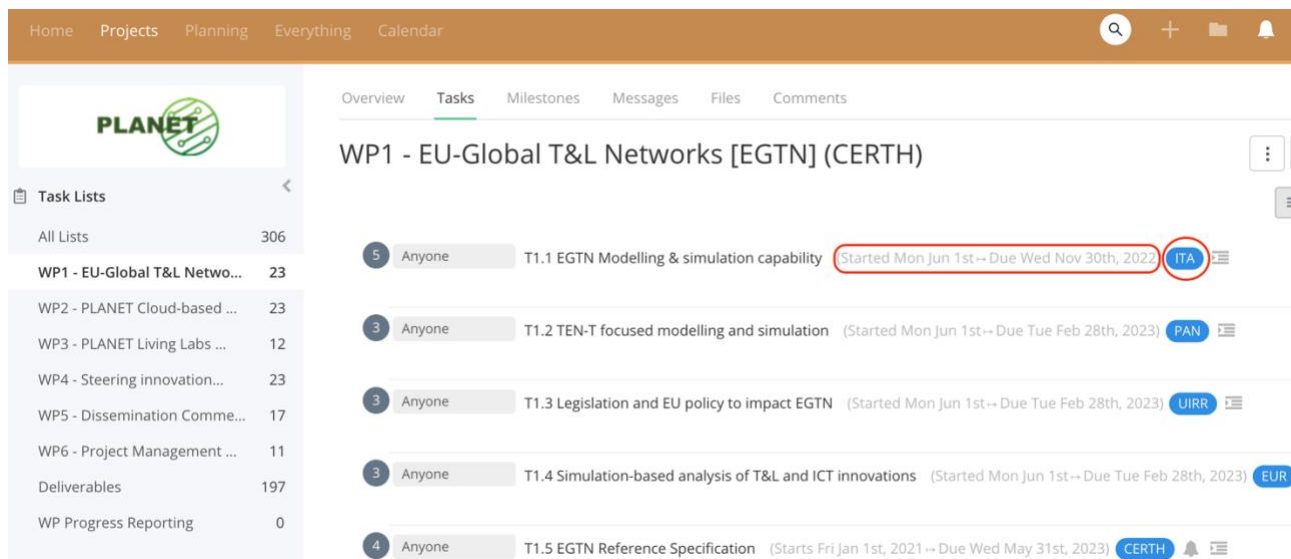 Home Projects Planning Everything Calendar
PLANET
Task Lists
All Lists 306
WP1 - EU-Global T&L Netwo... 23
WP2 - PLANET Cloud-based ... 23
WP3 - PLANET Living Labs ... 12
WP4 - Steering innovation... 23
WP5 - Dissemination Comme... 17
WP6 - Project Management ... 11
Deliverables 197
WP Progress Reporting 0
Overview Tasks Milestones Messages Files Comments
WP1 - EU-Global T&L Networks [EGTN] (CERTH)
5 Anyone T1.1 EGTN Modelling & simulation capability (Started Mon Jun 1st↔Due Wed Nov 30th, 2022) ITA
3 Anyone T1.2 TEN-T focused modelling and simulation (Started Mon Jun 1st↔Due Tue Feb 28th, 2023) PAN
3 Anyone T1.3 Legislation and EU policy to impact EGTN (Started Mon Jun 1st↔Due Tue Feb 28th, 2023) UIRR
3 Anyone T1.4 Simulation-based analysis of T&L and ICT innovations (Started Mon Jun 1st↔Due Tue Feb 28th, 2023) EUR
4 Anyone T1.5 EGTN Reference Specification (Starts Fri Jan 1st, 2021↔Due Wed May 31st, 2023) CERTH